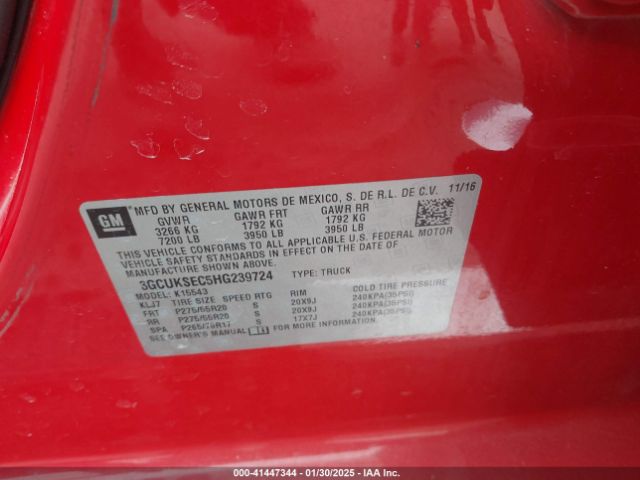 GM
MFD BY GENERAL MOTORS DE MEXICO, S. DE R.L. DE C.V. 11/16
GVWR GAWR FRT GAWR RR
3266 KG 1792 KG 1792 KG
7200 LB 3950 LB 3950 LB
THIS VEHICLE CONFORMS TO ALL APPLICABLE U.S. FEDERAL MOTOR
VEHICLE SAFETY STANDARDS IN EFFECT ON THE DATE OF
MANUFACTURE SHOWN ABOVE.
3GCUKSEC5HG239724 TYPE: TRUCK
MODEL: K15543
KLJ7 TIRE SIZE SPEED RTG RIM COLD TIRE PRESSURE
FRT P275/55R20 S 20X9J 240KPA(35PSI)
RR P275/55R20 S 20X9J 240KPA(35PSI)
SPA P265/70R17 S 17X7J 240KPA(35PSI)
SEE OWNER'S MANUAL FOR MORE INFORMATION.
000-41447344 | 01/30/2025 | IAA Inc.